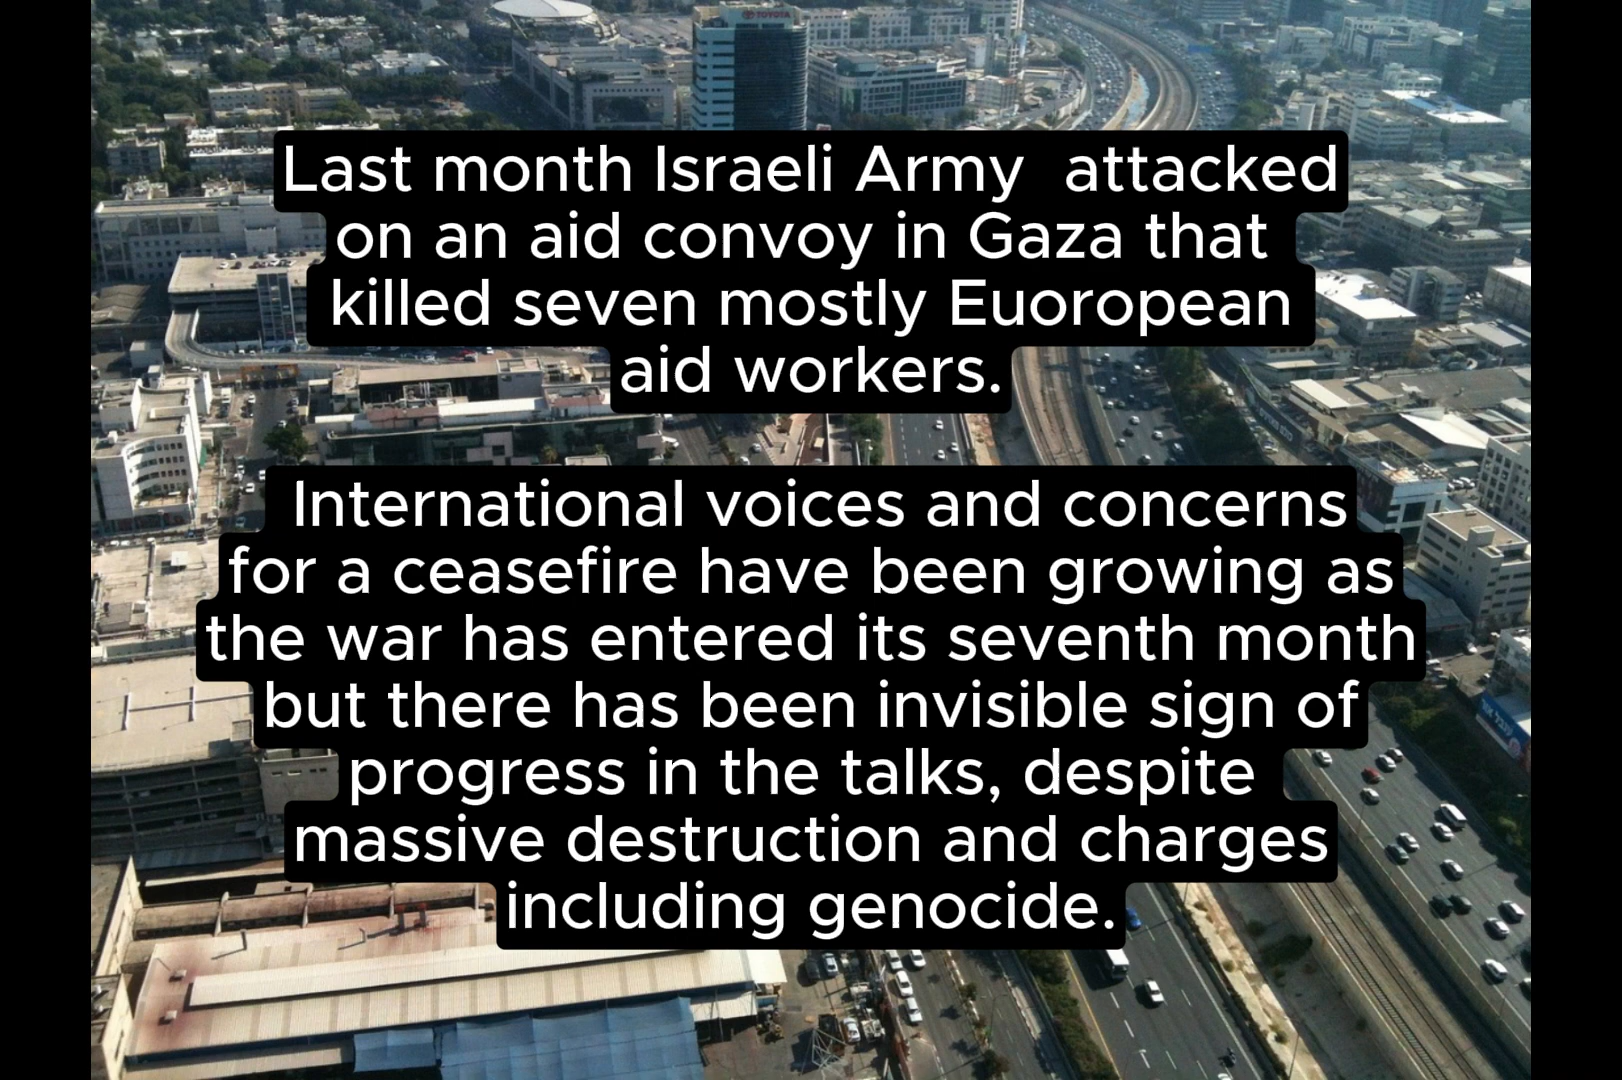 TOYOTA
Last month Israeli Army  attacked
on an aid convoy in Gaza that
killed seven mostly Euoropean
aid workers.
International voices and concerns
for a ceasefire have been growing as
the war has entered its seventh month
but there has been invisible sign of
progress in the talks, despite
massive destruction and charges
including genocide.